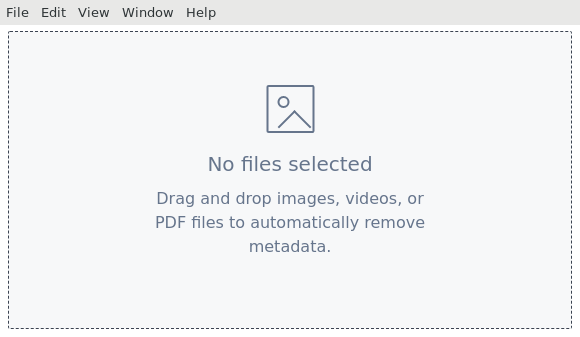 File Edit View Window Help
No files selected
Drag and drop images, videos, or
PDF files to automatically remove
metadata.